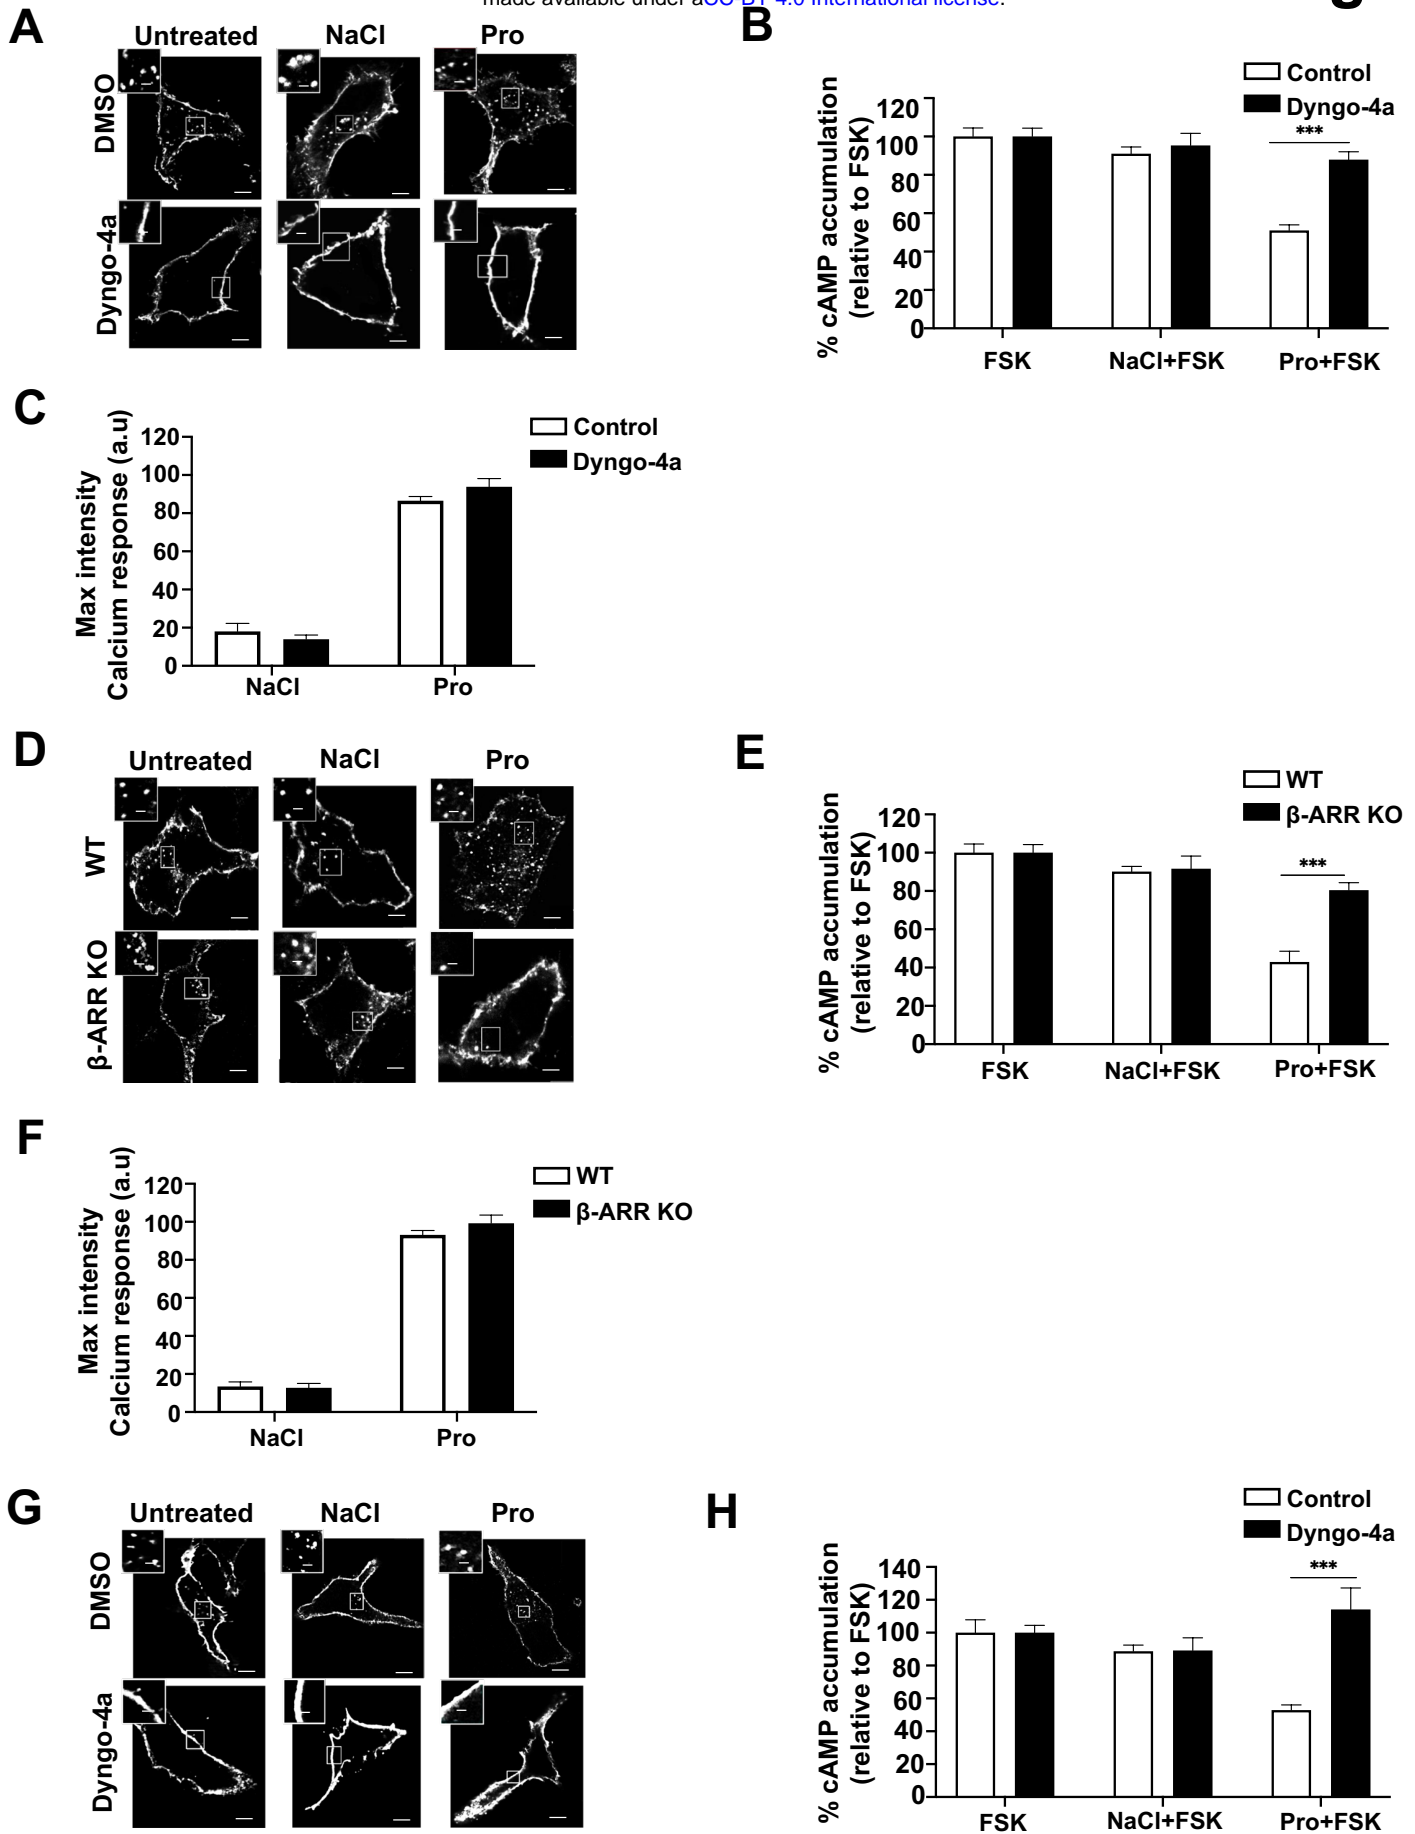 made available under aCC-BY 4.0 International license.
A
Untreated
NaCl
Pro
DMSO
Dyngo-4a
B
Control
Dyngo-4a
% cAMP accumulation
(relative to FSK)
120
100
80
60
40
20
0
***
FSK
NaCl+FSK
Pro+FSK
C
Control
Dyngo-4a
Max intensity
Calcium response (a.u)
120
100
80
60
40
20
0
NaCl
Pro
D
Untreated
NaCl
Pro
WT
β-ARR KO
E
WT
β-ARR KO
% cAMP accumulation
(relative to FSK)
120
100
80
60
40
20
0
***
FSK
NaCl+FSK
Pro+FSK
F
WT
β-ARR KO
Max intensity
Calcium response (a.u)
120
100
80
60
40
20
0
NaCl
Pro
G
Untreated
NaCl
Pro
DMSO
Dyngo-4a
H
Control
Dyngo-4a
% cAMP accumulation
(relative to FSK)
140
120
100
80
60
40
20
0
***
FSK
NaCl+FSK
Pro+FSK